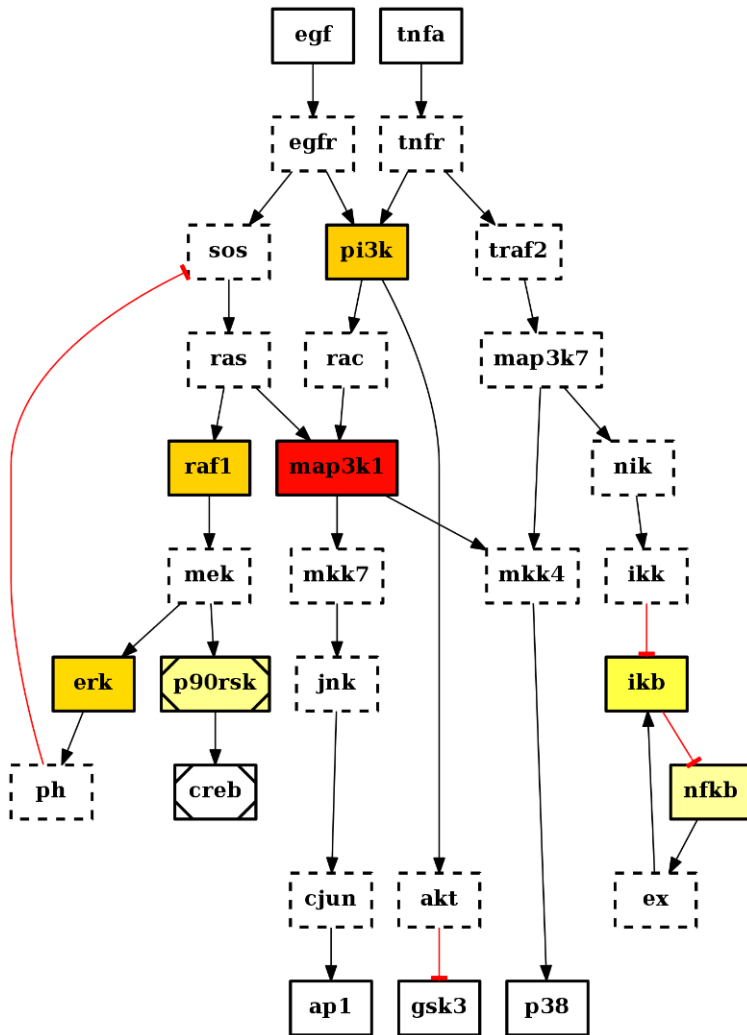 egf
tnfa
egfr
tnfr
sos
pi3k
traf2
ras
rac
map3k7
raf1
map3k1
nik
mek
mkk7
mkk4
ikk
erk
p90rsk
jnk
ikb
ph
creb
nfkb
cjun
akt
ex
ap1
gsk3
p38